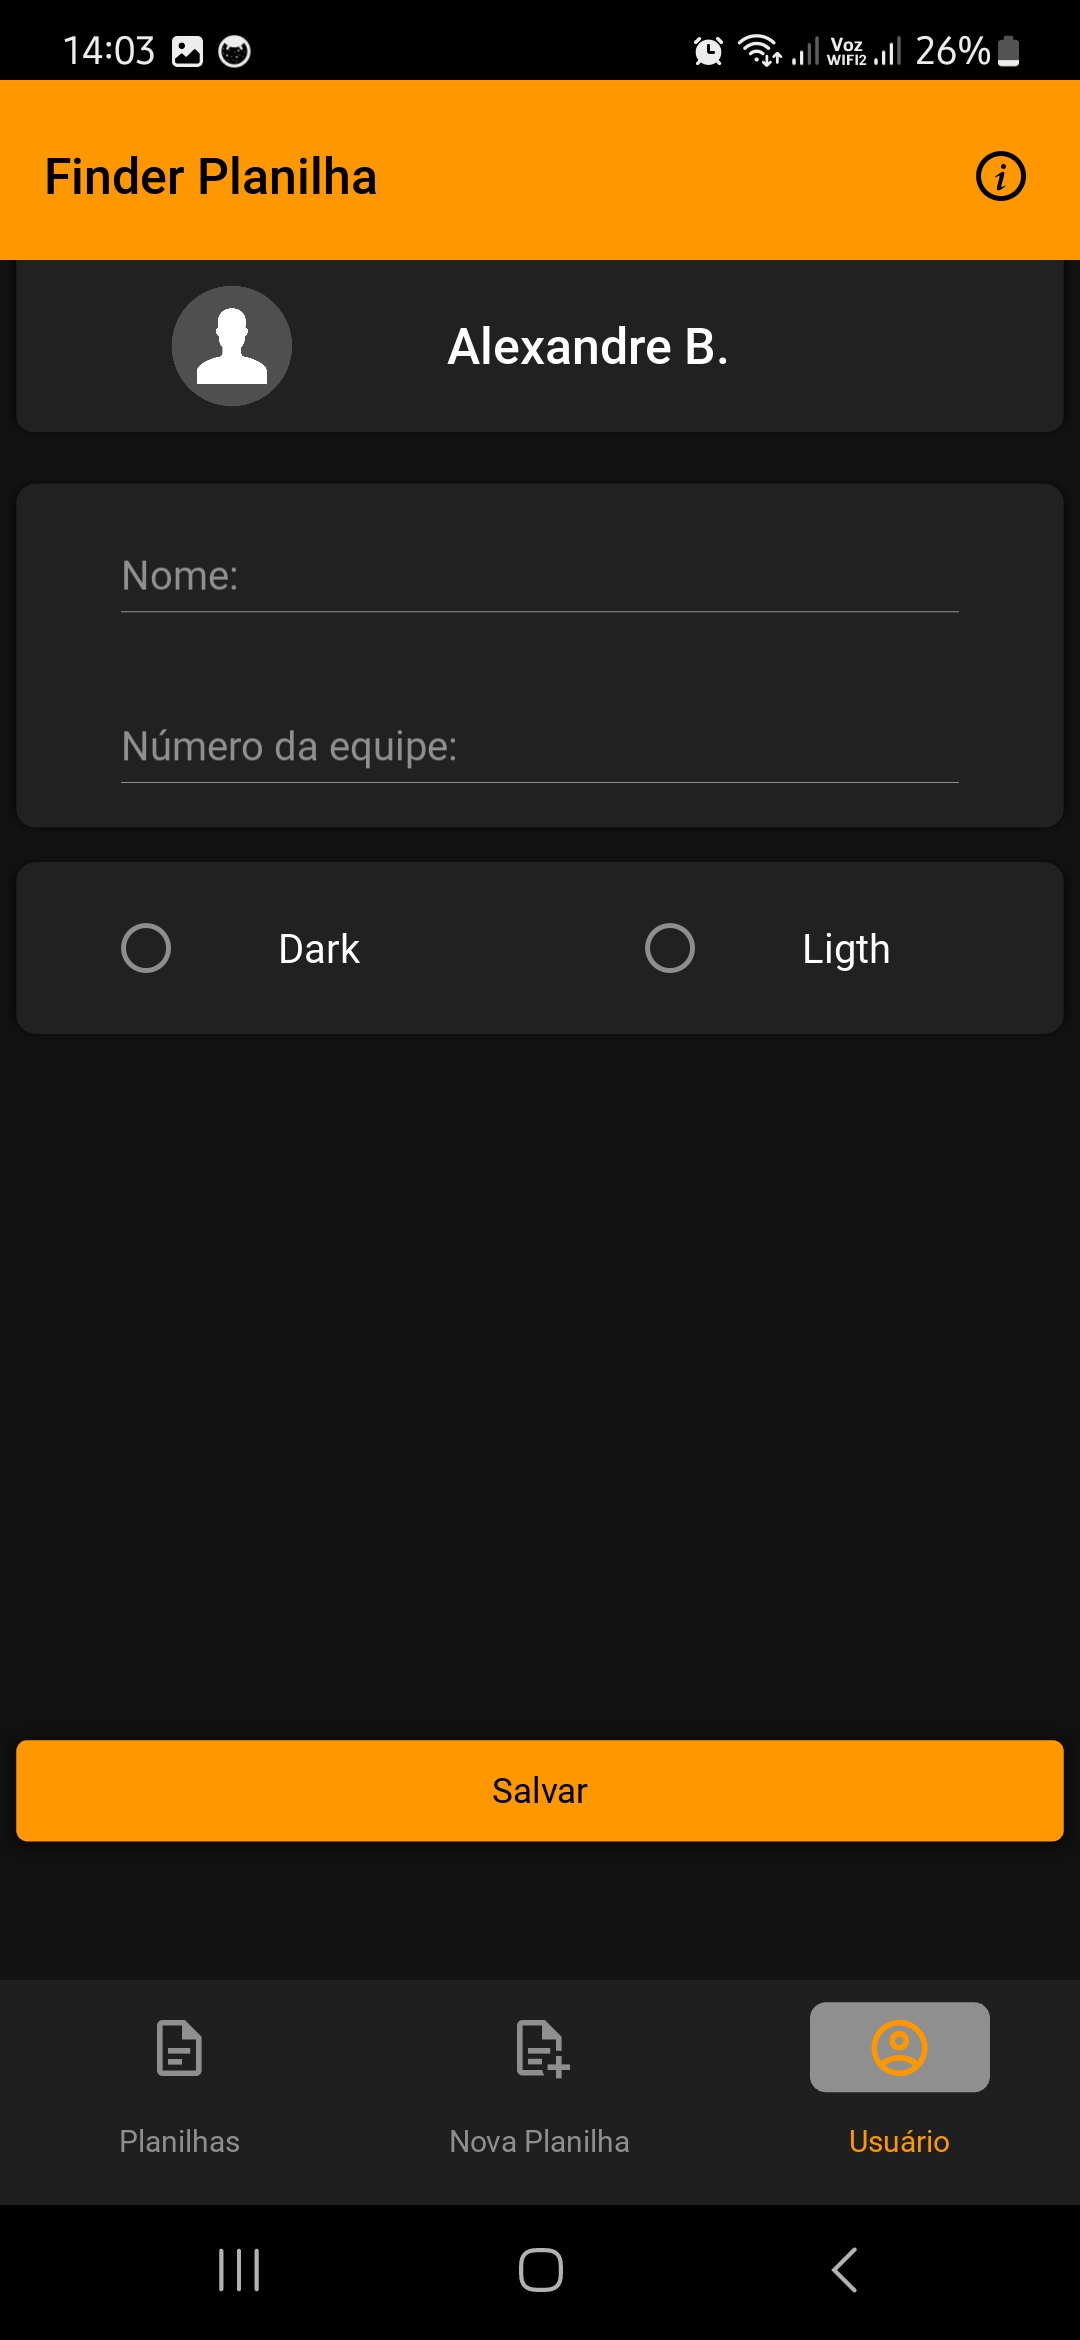 14:03 Voz WIFI2 26%
Finder Planilha
Alexandre B.
Nome:
Número da equipe:
Dark Ligth
Salvar
Planilhas Nova Planilha Usuário